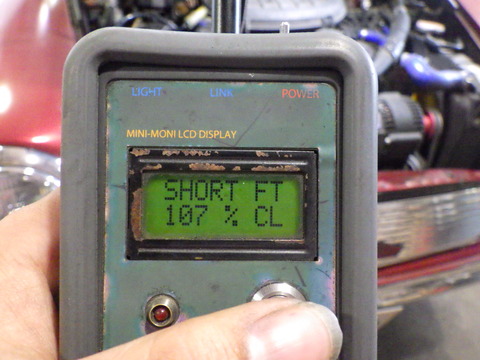 LIGHT LINK POWER
MINI-MONI LCD DISPLAY
SHORT FT
107 % CL